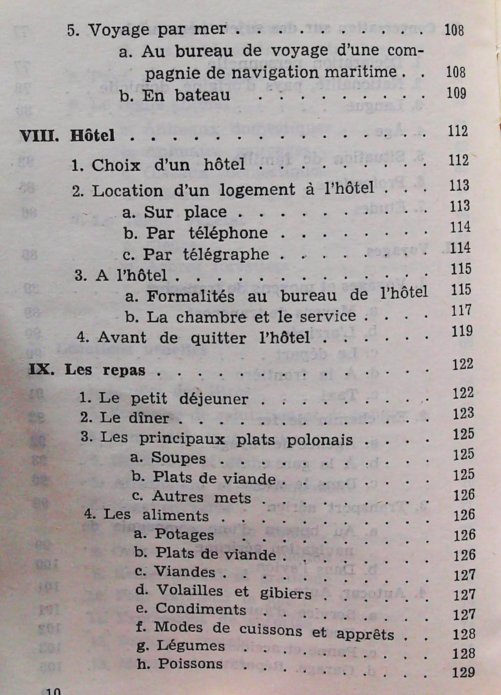 5. Voyage par mer . . . . . . . . . . 108
a. Au bureau de voyage d'une com-
pagnie de navigation maritime . . 108
b. En bateau . . . . . . . . 109
VIII. Hôtel . . . . . . . . . . . . . 112
1. Choix d'un hôtel . . . . . . . . . 112
2. Location d'un logement à l'hôtel . . . 113
a. Sur place . . . . . . . . 113
b. Par téléphone . . . . . . . 114
c. Par télégraphe . . . . . . . 114
3. A l'hôtel . . . . . . . . . . . . 115
a. Formalités au bureau de l'hôtel 115
b. La chambre et le service . . . . 117
4. Avant de quitter l'hôtel . . . . . . 119
IX. Les repas . . . . . . . . . . . . 122
1. Le petit déjeuner . . . . . . . . . 122
2. Le dîner . . . . . . . . . . . . 123
3. Les principaux plats polonais . . . . 125
a. Soupes . . . . . . . . . . 125
b. Plats de viande . . . . . . . 125
c. Autres mets . . . . . . . . 126
4. Les aliments . . . . . . . . . . 126
a. Potages . . . . . . . . . 126
b. Plats de viande . . . . . . . 126
c. Viandes . . . . . . . . . . 127
d. Volailles et gibiers . . . . . . 127
e. Condiments . . . . . . . . 127
f. Modes de cuissons et apprêts . . 128
g. Légumes . . . . . . . . . 128
h. Poissons . . . . . . . . . 129
10